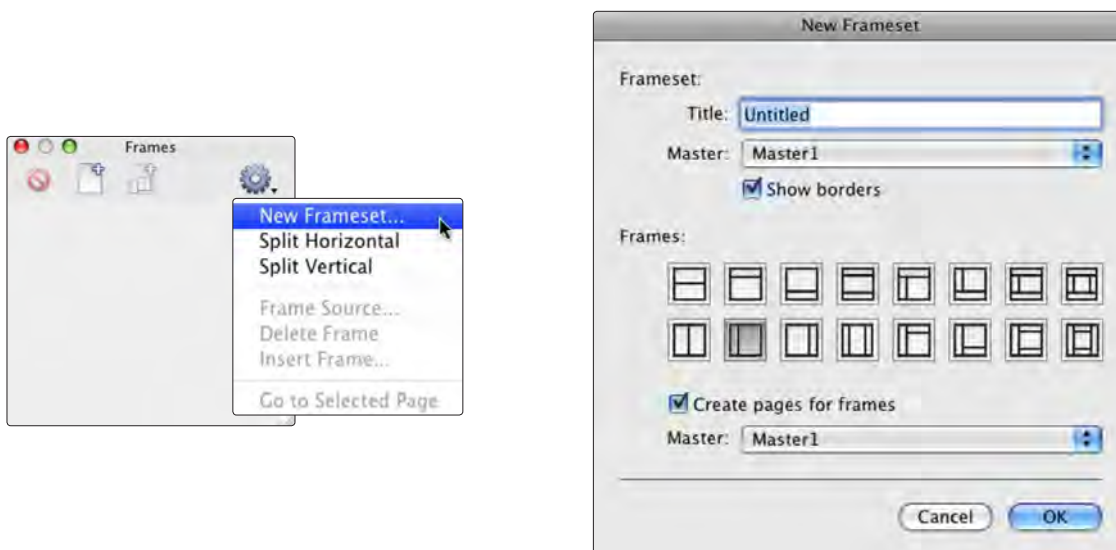 Frames
New Frameset...
Split Horizontal
Split Vertical
Frame Source...
Delete Frame
Insert Frame...
Go to Selected Page
New Frameset
Frameset:
Title: Untitled
Master: Master1
Show borders
Frames:
Create pages for frames
Master: Master1
Cancel OK